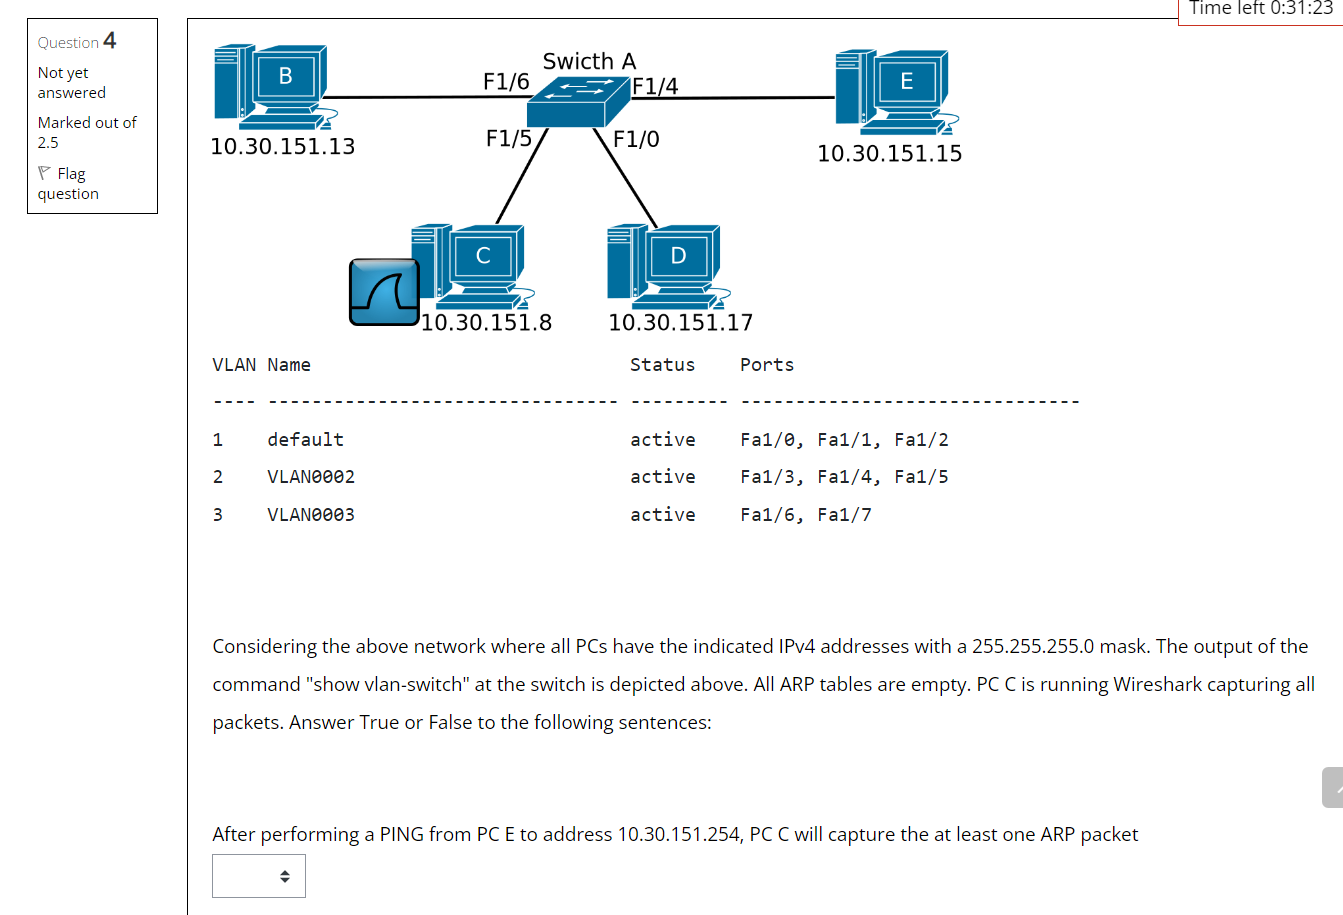 Time left 0:31:23
Question 4
Not yet
answered
Marked out of
2.5
Flag
question
Swicth A
B
F1/6
F1/4
E
10.30.151.13
F1/5
F1/0
10.30.151.15
C
D
10.30.151.8
10.30.151.17
VLAN Name Status Ports
---- -------------------------------- --------- -------------------------------
1 default active Fa1/0, Fa1/1, Fa1/2
2 VLAN0002 active Fa1/3, Fa1/4, Fa1/5
3 VLAN0003 active Fa1/6, Fa1/7
Considering the above network where all PCs have the indicated IPv4 addresses with a 255.255.255.0 mask. The output of the
command "show vlan-switch" at the switch is depicted above. All ARP tables are empty. PC C is running Wireshark capturing all
packets. Answer True or False to the following sentences:
After performing a PING from PC E to address 10.30.151.254, PC C will capture the at least one ARP packet